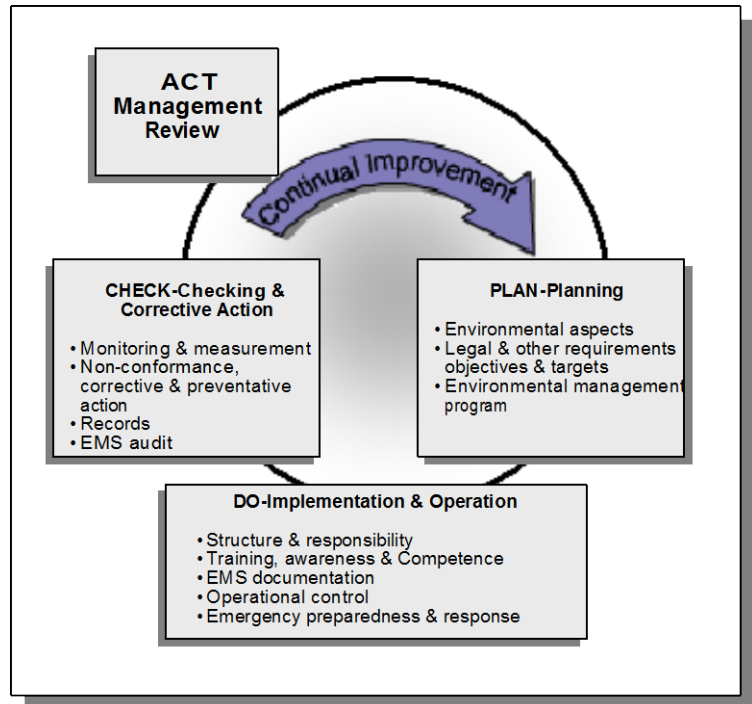 ACT
Management
Review
Continual Improvement
CHECK-Checking &
Corrective Action
• Monitoring & measurement
• Non-conformance,
corrective & preventative
action
• Records
• EMS audit
PLAN-Planning
• Environmental aspects
• Legal & other requirements
objectives & targets
• Environmental management
program
DO-Implementation & Operation
• Structure & responsibility
• Training, awareness & Competence
• EMS documentation
• Operational control
• Emergency preparedness & response